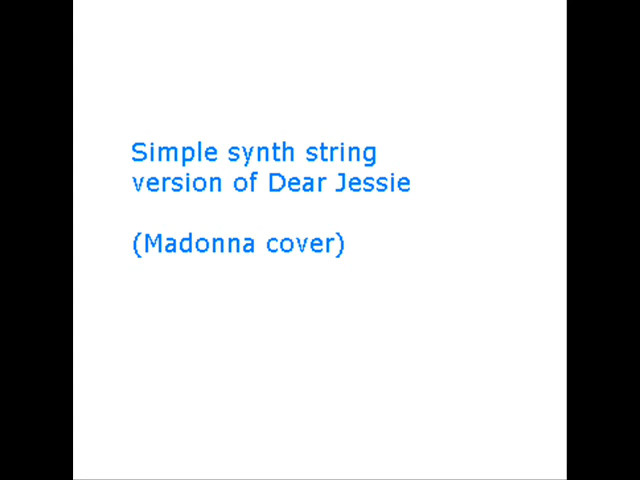 Simple synth string
version of Dear Jessie
(Madonna cover)